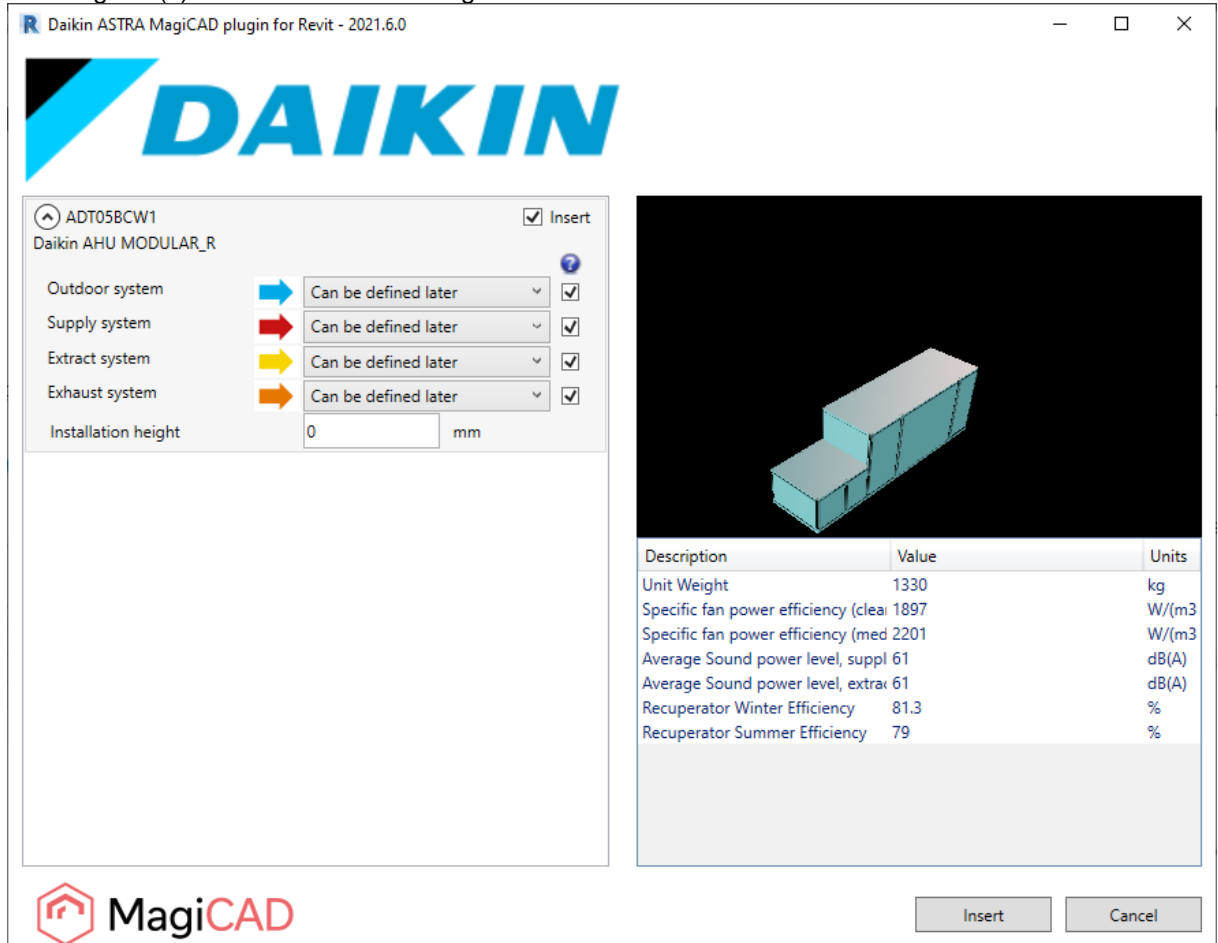 Daikin ASTRA MagiCAD plugin for Revit - 2021.6.0
DAIKIN
ADT05BCW1
Insert
Daikin AHU MODULAR_R
Outdoor system Can be defined later
Supply system Can be defined later
Extract system Can be defined later
Exhaust system Can be defined later
Installation height 0 mm
Description Value Units
Unit Weight 1330 kg
Specific fan power efficiency (clea 1897 W/(m3
Specific fan power efficiency (med 2201 W/(m3
Average Sound power level, suppl 61 dB(A)
Average Sound power level, extra 61 dB(A)
Recuperator Winter Efficiency 81.3 %
Recuperator Summer Efficiency 79 %
MagiCAD
Insert Cancel